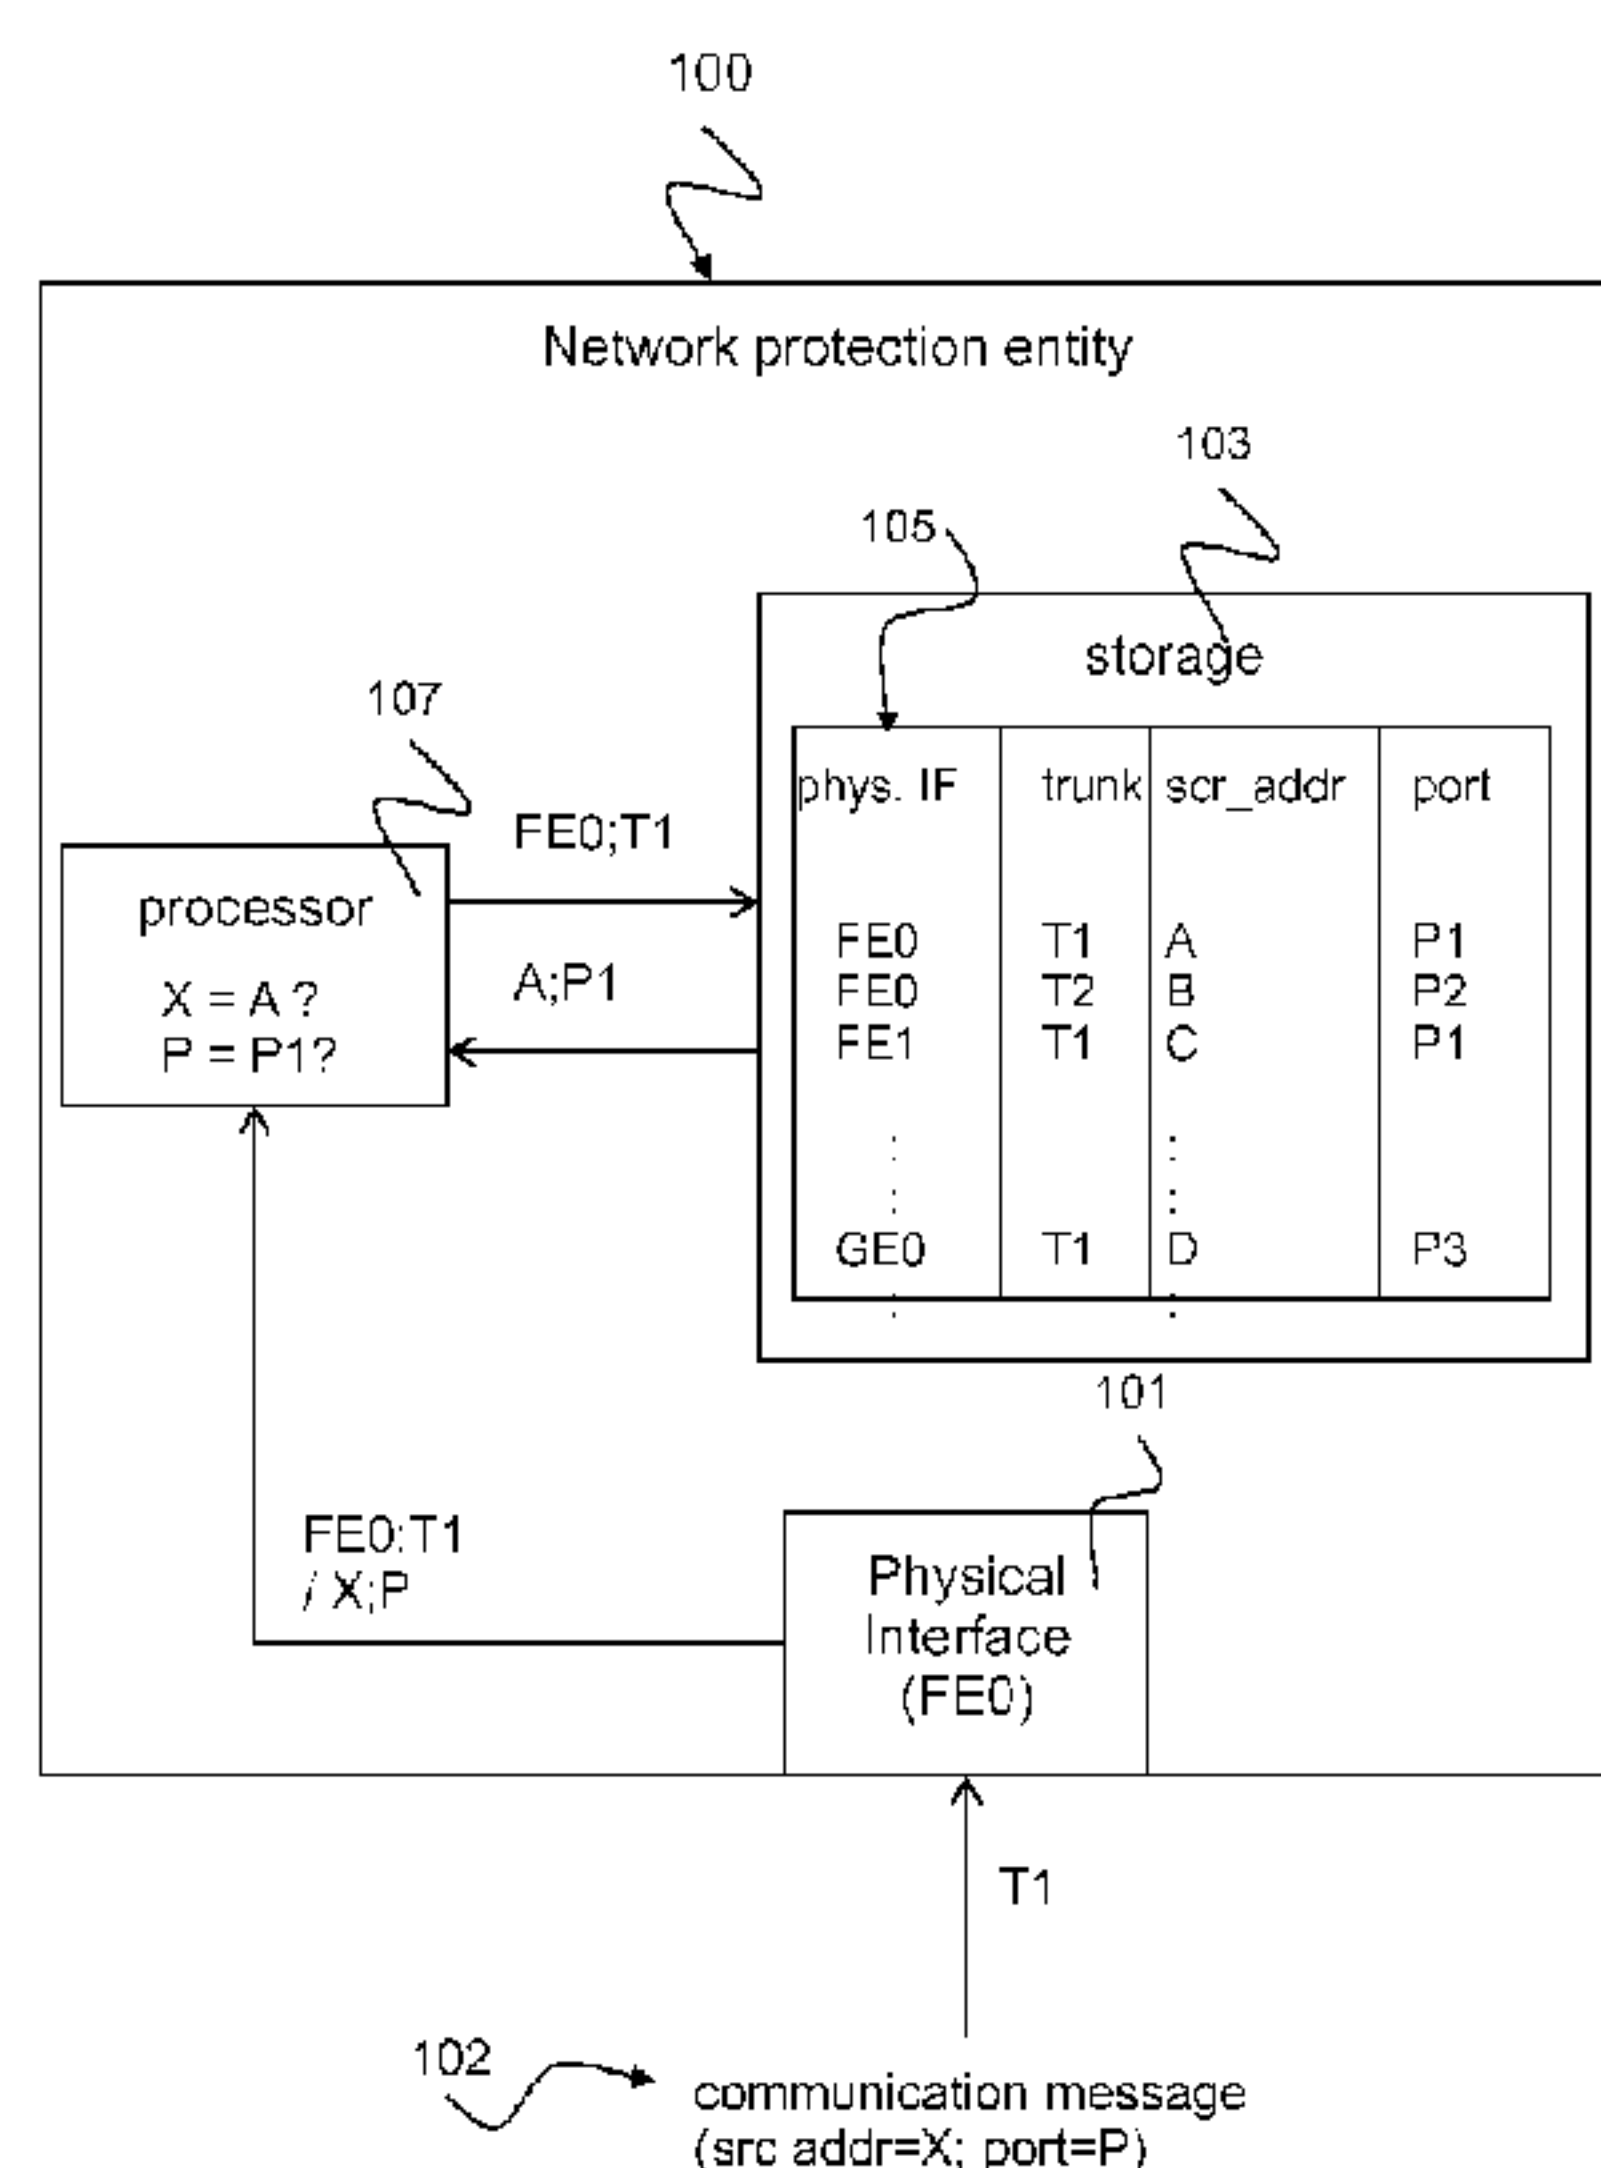 100
Network protection entity
103
105
storage
107
phys. IF trunk scr_addr port
FE0;T1
processor
FE0 T1 A P1
A;P1
X = A ?
FE0 T2 B P2
P = P1?
FE1 T1 C P1
GE0 T1 D P3
101
FE0;T1
/ X;P
Physical
Interface
(FE0)
T1
102
communication message
(src addr=X; port=P)